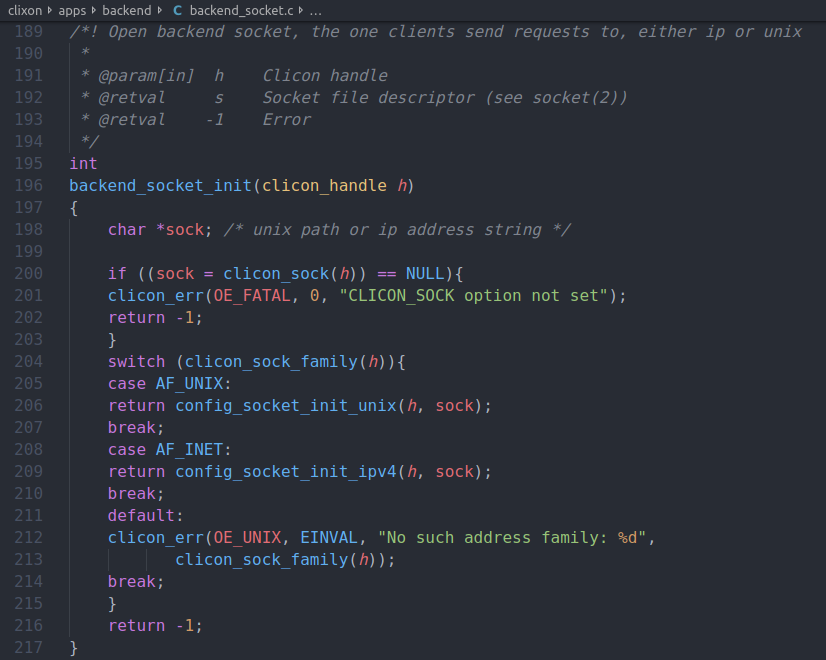 clixon › apps › backend › C backend_socket.c › ...
189 /*! Open backend socket, the one clients send requests to, either ip or unix
190  *
191  * @param[in]  h    Clicon handle
192  * @retval     s    Socket file descriptor (see socket(2))
193  * @retval    -1    Error
194  */
195 int
196 backend_socket_init(clicon_handle h)
197 {
198     char *sock; /* unix path or ip address string */
199
200     if ((sock = clicon_sock(h)) == NULL){
201     clicon_err(OE_FATAL, 0, "CLICON_SOCK option not set");
202     return -1;
203     }
204     switch (clicon_sock_family(h)){
205     case AF_UNIX:
206     return config_socket_init_unix(h, sock);
207     break;
208     case AF_INET:
209     return config_socket_init_ipv4(h, sock);
210     break;
211     default:
212     clicon_err(OE_UNIX, EINVAL, "No such address family: %d",
213            clicon_sock_family(h));
214     break;
215     }
216     return -1;
217 }